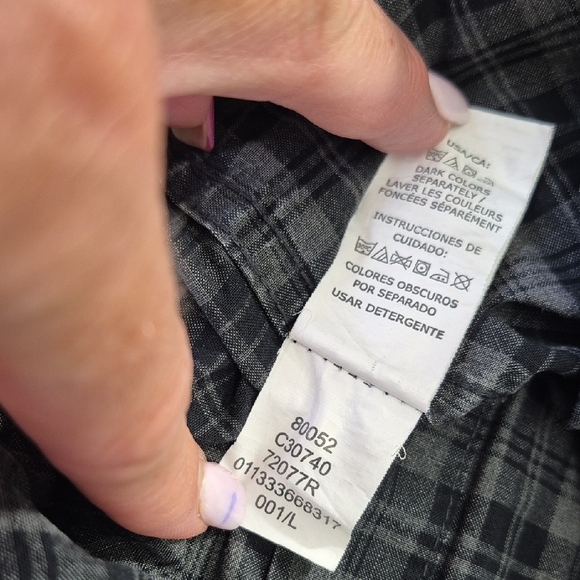 USA/CA:
DARK COLORS
SEPARATELY /
LAVER LES COULEURS
FONCÉES SÉPARÉMENT
INSTRUCCIONES DE
CUIDADO:
COLORES OBSCUROS
POR SEPARADO
USAR DETERGENTE
80052
C30740
72077R
011333668317
001/L